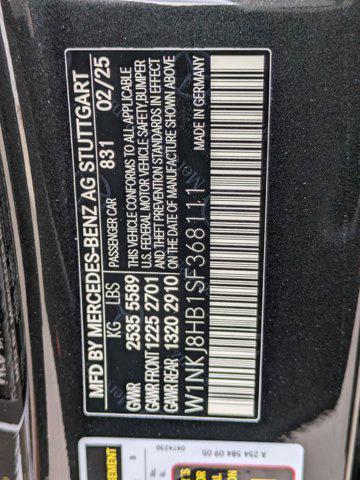 MFD BY MERCEDES-BENZ AG STUTTGART
PASSENGER CAR 831 02/25
KG LBS
GVWR 2535 5589
GAWR FRONT 1225 2701
GAWR REAR 1320 2910
THIS VEHICLE CONFORMS TO ALL APPLICABLE
U.S. FEDERAL MOTOR VEHICLE SAFETY,BUMPER
AND THEFT PREVENTION STANDARDS IN EFFECT
ON THE DATE OF MANUFACTURE SHOWN ABOVE
MADE IN GERMANY
W1NKJ8HB1SF368111
A 254 584 09 05
0474230